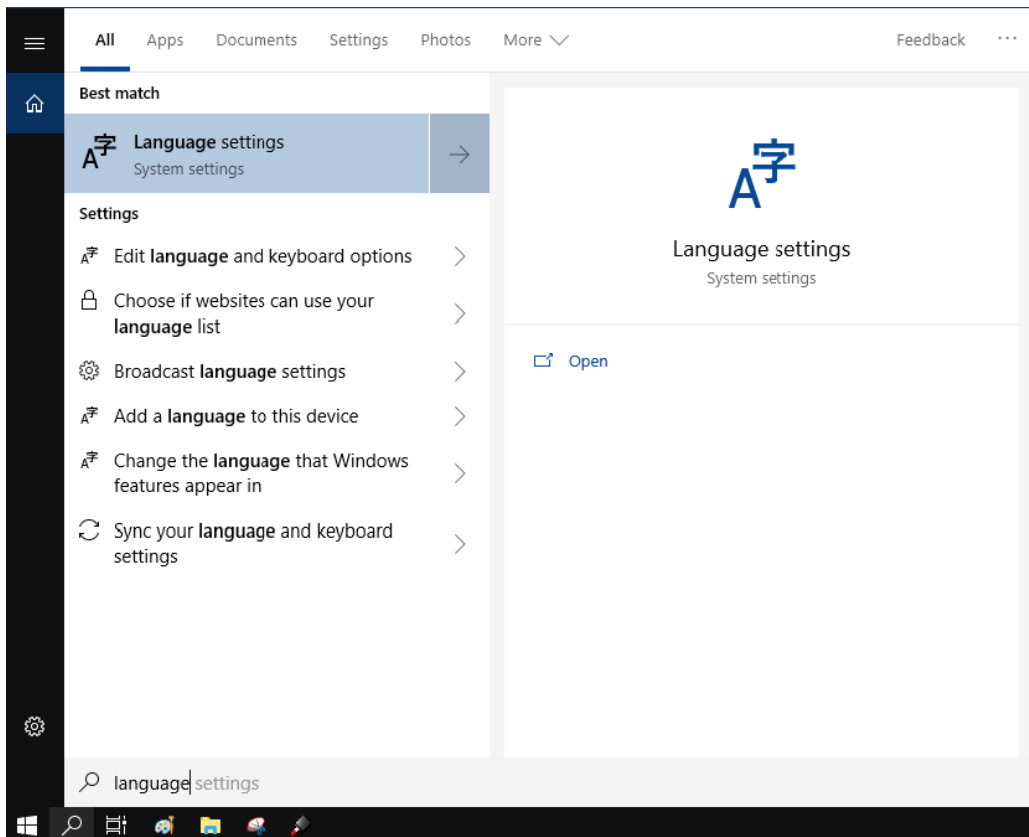 All Apps Documents Settings Photos More Feedback ...
Best match
Language settings
System settings
Settings
Edit language and keyboard options
Choose if websites can use your
language list
Broadcast language settings
Add a language to this device
Change the language that Windows
features appear in
Sync your language and keyboard
settings
A字
Language settings
System settings
Open
language settings